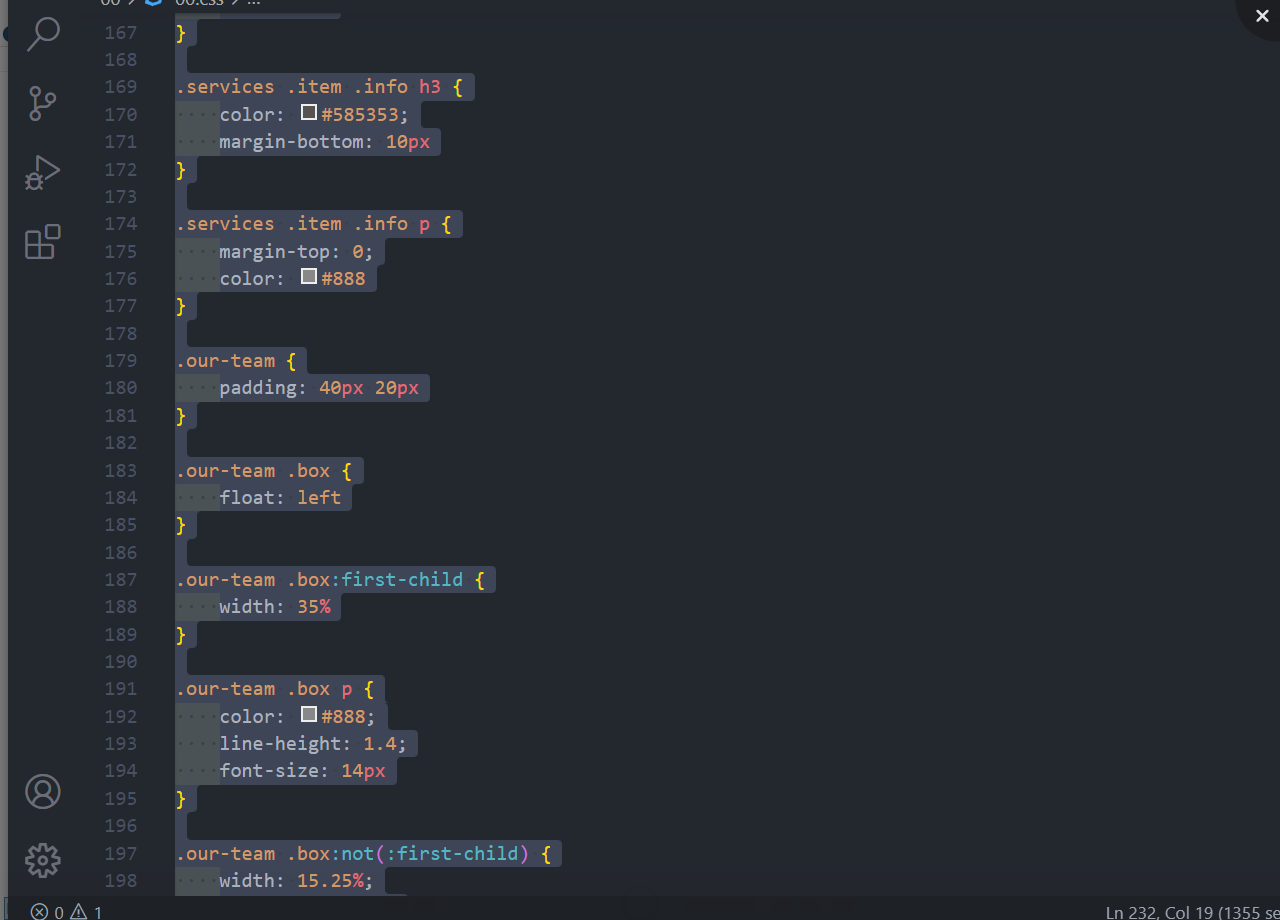 167 }
168
169 .services .item .info h3 {
170 color: #585353;
171 margin-bottom: 10px
172 }
173
174 .services .item .info p {
175 margin-top: 0;
176 color: #888
177 }
178
179 .our-team {
180 padding: 40px 20px
181 }
182
183 .our-team .box {
184 float: left
185 }
186
187 .our-team .box:first-child {
188 width: 35%
189 }
190
191 .our-team .box p {
192 color: #888;
193 line-height: 1.4;
194 font-size: 14px
195 }
196
197 .our-team .box:not(:first-child) {
198 width: 15.25%;
0 1
Ln 232, Col 19 (1355 se